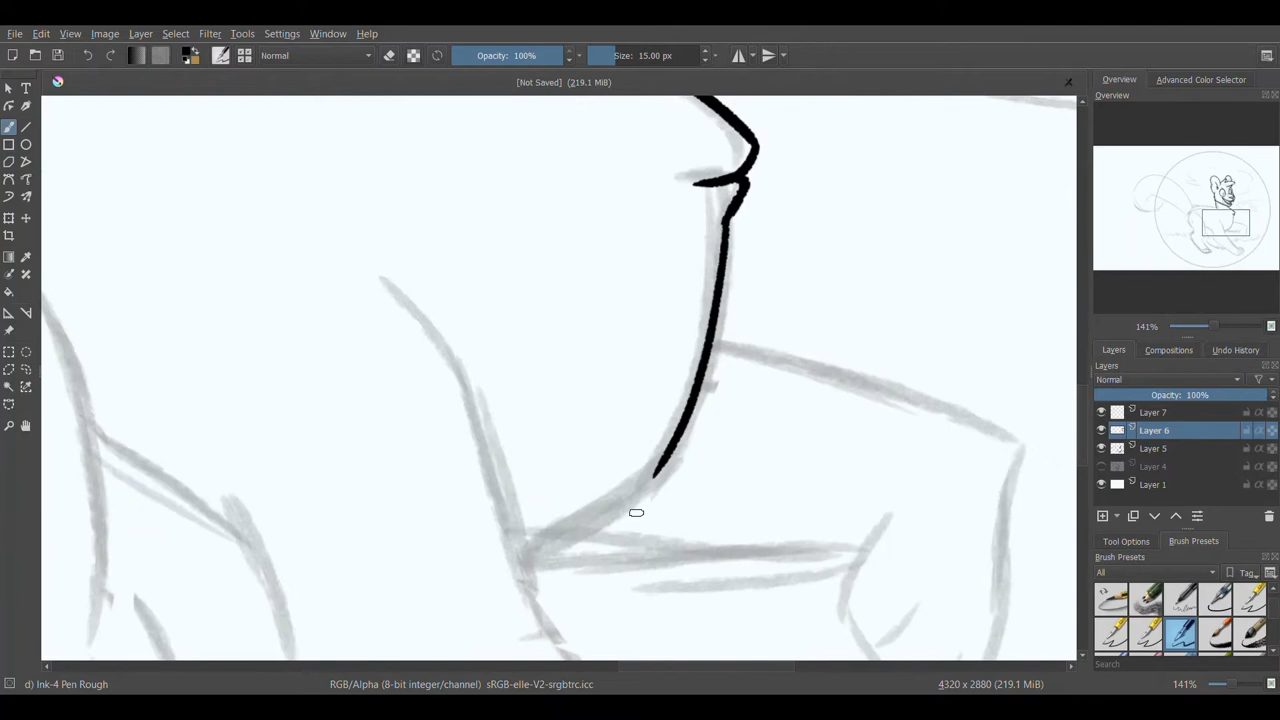 File Edit View Image Layer Select Filter Tools Settings Window Help
Normal Opacity: 100% Size: 15.00 px
[Not Saved] (219.1 MiB)
Overview Advanced Color Selector
Overview
141%
Layers Compositions Undo History
Layers
Normal
Opacity: 100%
Layer 7
Layer 6
Layer 5
Layer 4
Layer 1
Tool Options Brush Presets
Brush Presets
All Tag
Search
d) Ink-4 Pen Rough RGB/Alpha (8-bit integer/channel) sRGB-elle-V2-srgbtrc.icc 4320 x 2880 (219.1 MiB) 141%